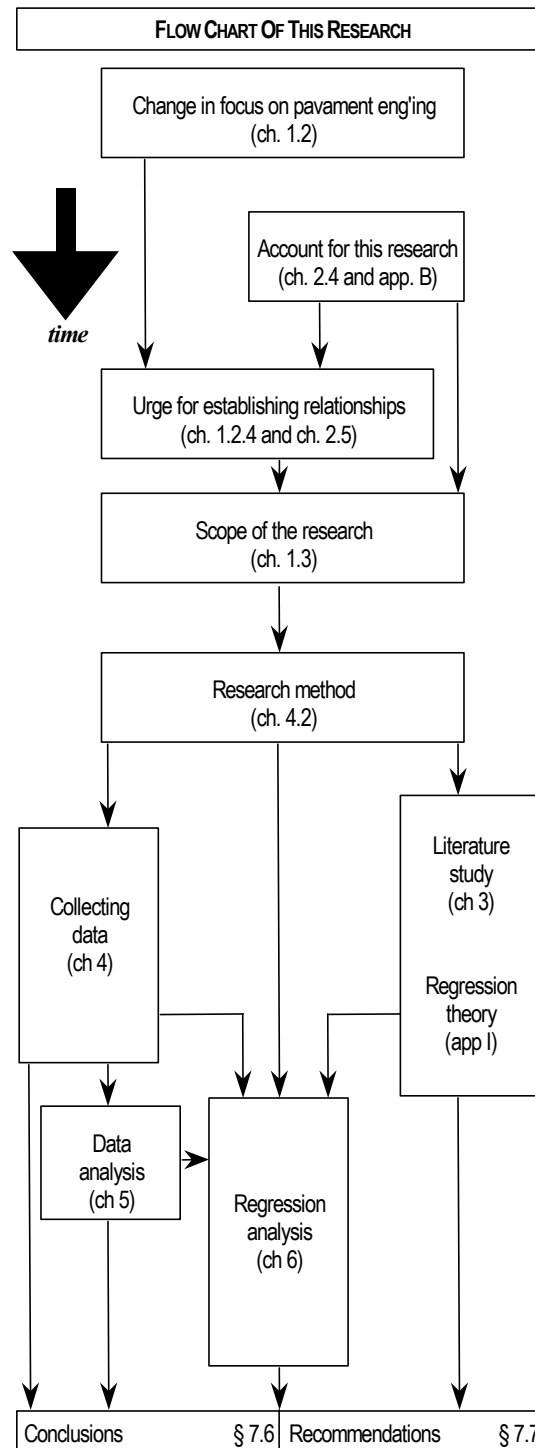 FLOW CHART OF THIS RESEARCH
Change in focus on pavament eng'ing
(ch. 1.2)
Account for this research
(ch. 2.4 and app. B)
time
Urge for establishing relationships
(ch. 1.2.4 and ch. 2.5)
Scope of the research
(ch. 1.3)
Research method
(ch. 4.2)
Literature
study
(ch 3)
Collecting
data
(ch 4)
Regression
theory
(app I)
Data
analysis
(ch 5)
Regression
analysis
(ch 6)
Conclusions § 7.6
Recommendations § 7.7